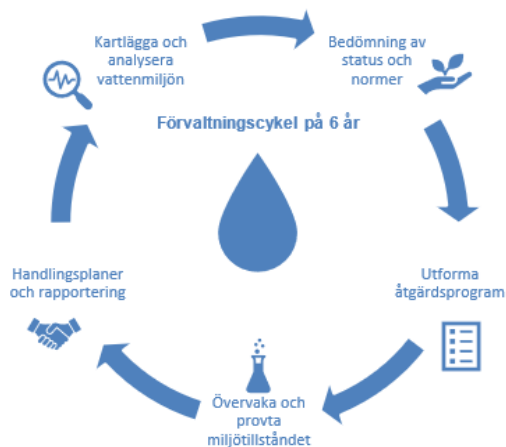 Kartlägga och
analysera
vattenmiljön
Bedömning av
status och
normer
Förvaltningscykel på 6 år
Utforma
åtgärdsprogram
Övervaka och
provta
miljötillståndet
Handlingsplaner
och rapportering